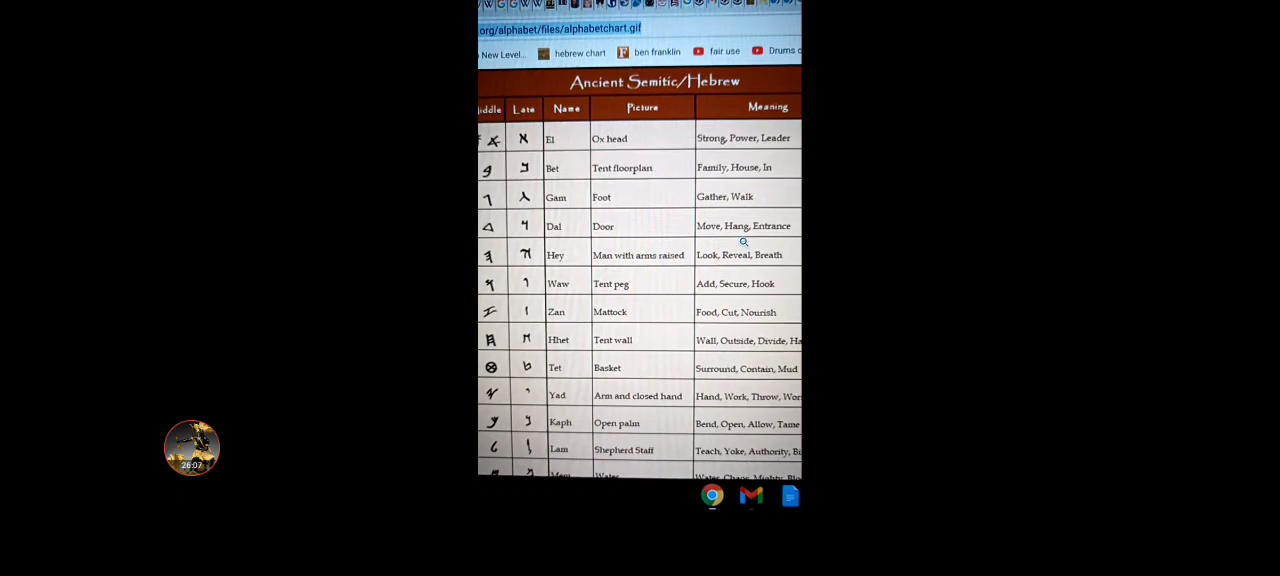 org/alphabet/files/alphabetchart.gif
New Level... hebrew chart ben franklin fair use Drums
Ancient Semitic/Hebrew
iddle Late Name Picture Meaning
El Ox head Strong, Power, Leader
Bet Tent floorplan Family, House, In
Gam Foot Gather, Walk
Dal Door Move, Hang, Entrance
Hey Man with arms raised Look, Reveal, Breath
Waw Tent peg Add, Secure, Hook
Zan Mattock Food, Cut, Nourish
Hhet Tent wall Wall, Outside, Divide, Ha
Tet Basket Surround, Contain, Mud
Yad Arm and closed hand Hand, Work, Throw, Wor
Kaph Open palm Bend, Open, Allow, Tame
Lam Shepherd Staff Teach, Yoke, Authority, Bi
26:07